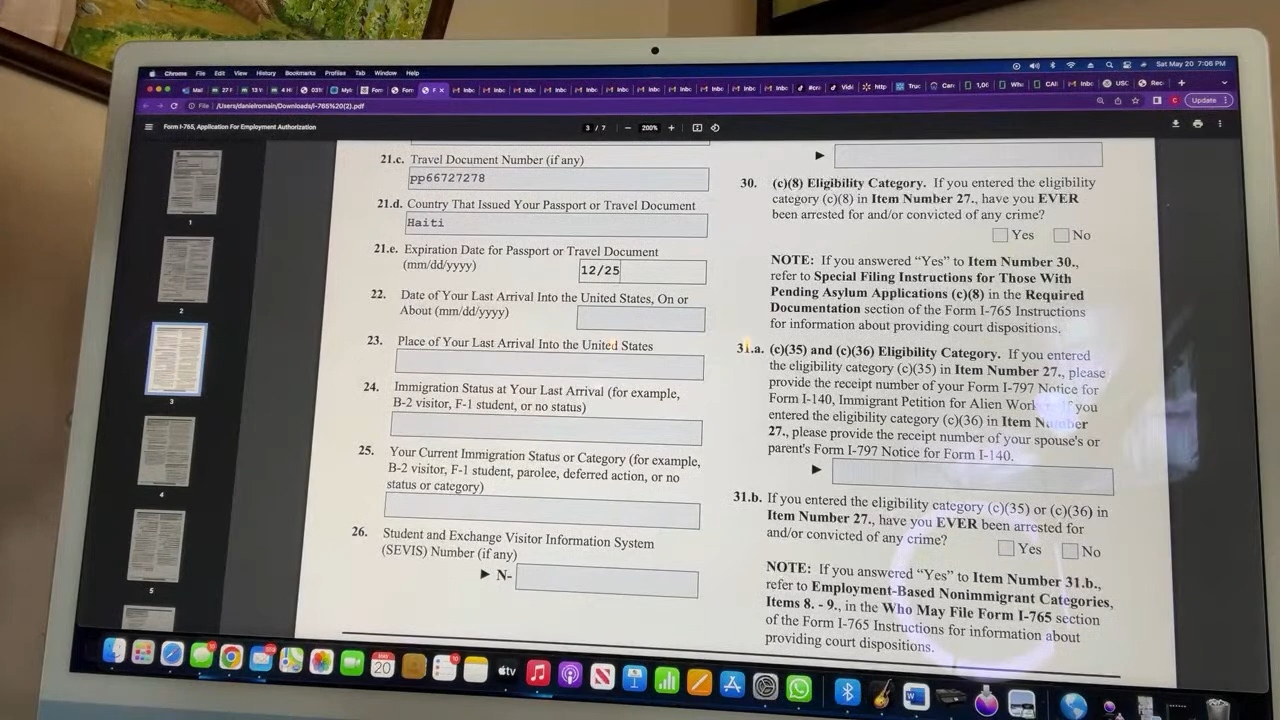 Chrome File Edit View History Bookmarks Profiles Tab Window Help
Sat May 20 7:06 PM
File | /Users/danielromain/Downloads/i-765%20(2).pdf
Update
Form I-765, Application For Employment Authorization
3 / 7
200%
1
2
3
4
5
21.c. Travel Document Number (if any)
pp66727278
21.d. Country That Issued Your Passport or Travel Document
Haiti
21.e. Expiration Date for Passport or Travel Document
(mm/dd/yyyy)
12/25
22. Date of Your Last Arrival Into the United States, On or
About (mm/dd/yyyy)
23. Place of Your Last Arrival Into the United States
24. Immigration Status at Your Last Arrival (for example,
B-2 visitor, F-1 student, or no status)
25. Your Current Immigration Status or Category (for example,
B-2 visitor, F-1 student, parolee, deferred action, or no
status or category)
26. Student and Exchange Visitor Information System
(SEVIS) Number (if any)
N-
30. (c)(8) Eligibility Category. If you entered the eligibility
category (c)(8) in Item Number 27., have you EVER
been arrested for and/or convicted of any crime?
Yes No
NOTE: If you answered “Yes” to Item Number 30.,
refer to Special Filing Instructions for Those With
Pending Asylum Applications (c)(8) in the Required
Documentation section of the Form I-765 Instructions
for information about providing court dispositions.
31.a. (c)(35) and (c)(36) Eligibility Category. If you entered
the eligibility category (c)(35) in Item Number 27., please
provide the receipt number of your Form I-797 Notice for
Form I-140, Immigrant Petition for Alien Worker. If you
entered the eligibility category (c)(36) in Item Number
27., please provide the receipt number of your spouse's or
parent's Form I-797 Notice for Form I-140.
31.b. If you entered the eligibility category (c)(35) or (c)(36) in
Item Number 27., have you EVER been arrested for
and/or convicted of any crime?
Yes No
NOTE: If you answered “Yes” to Item Number 31.b.,
refer to Employment-Based Nonimmigrant Categories,
Items 8. - 9., in the Who May File Form I-765 section
of the Form I-765 Instructions for information about
providing court dispositions.
20
tv